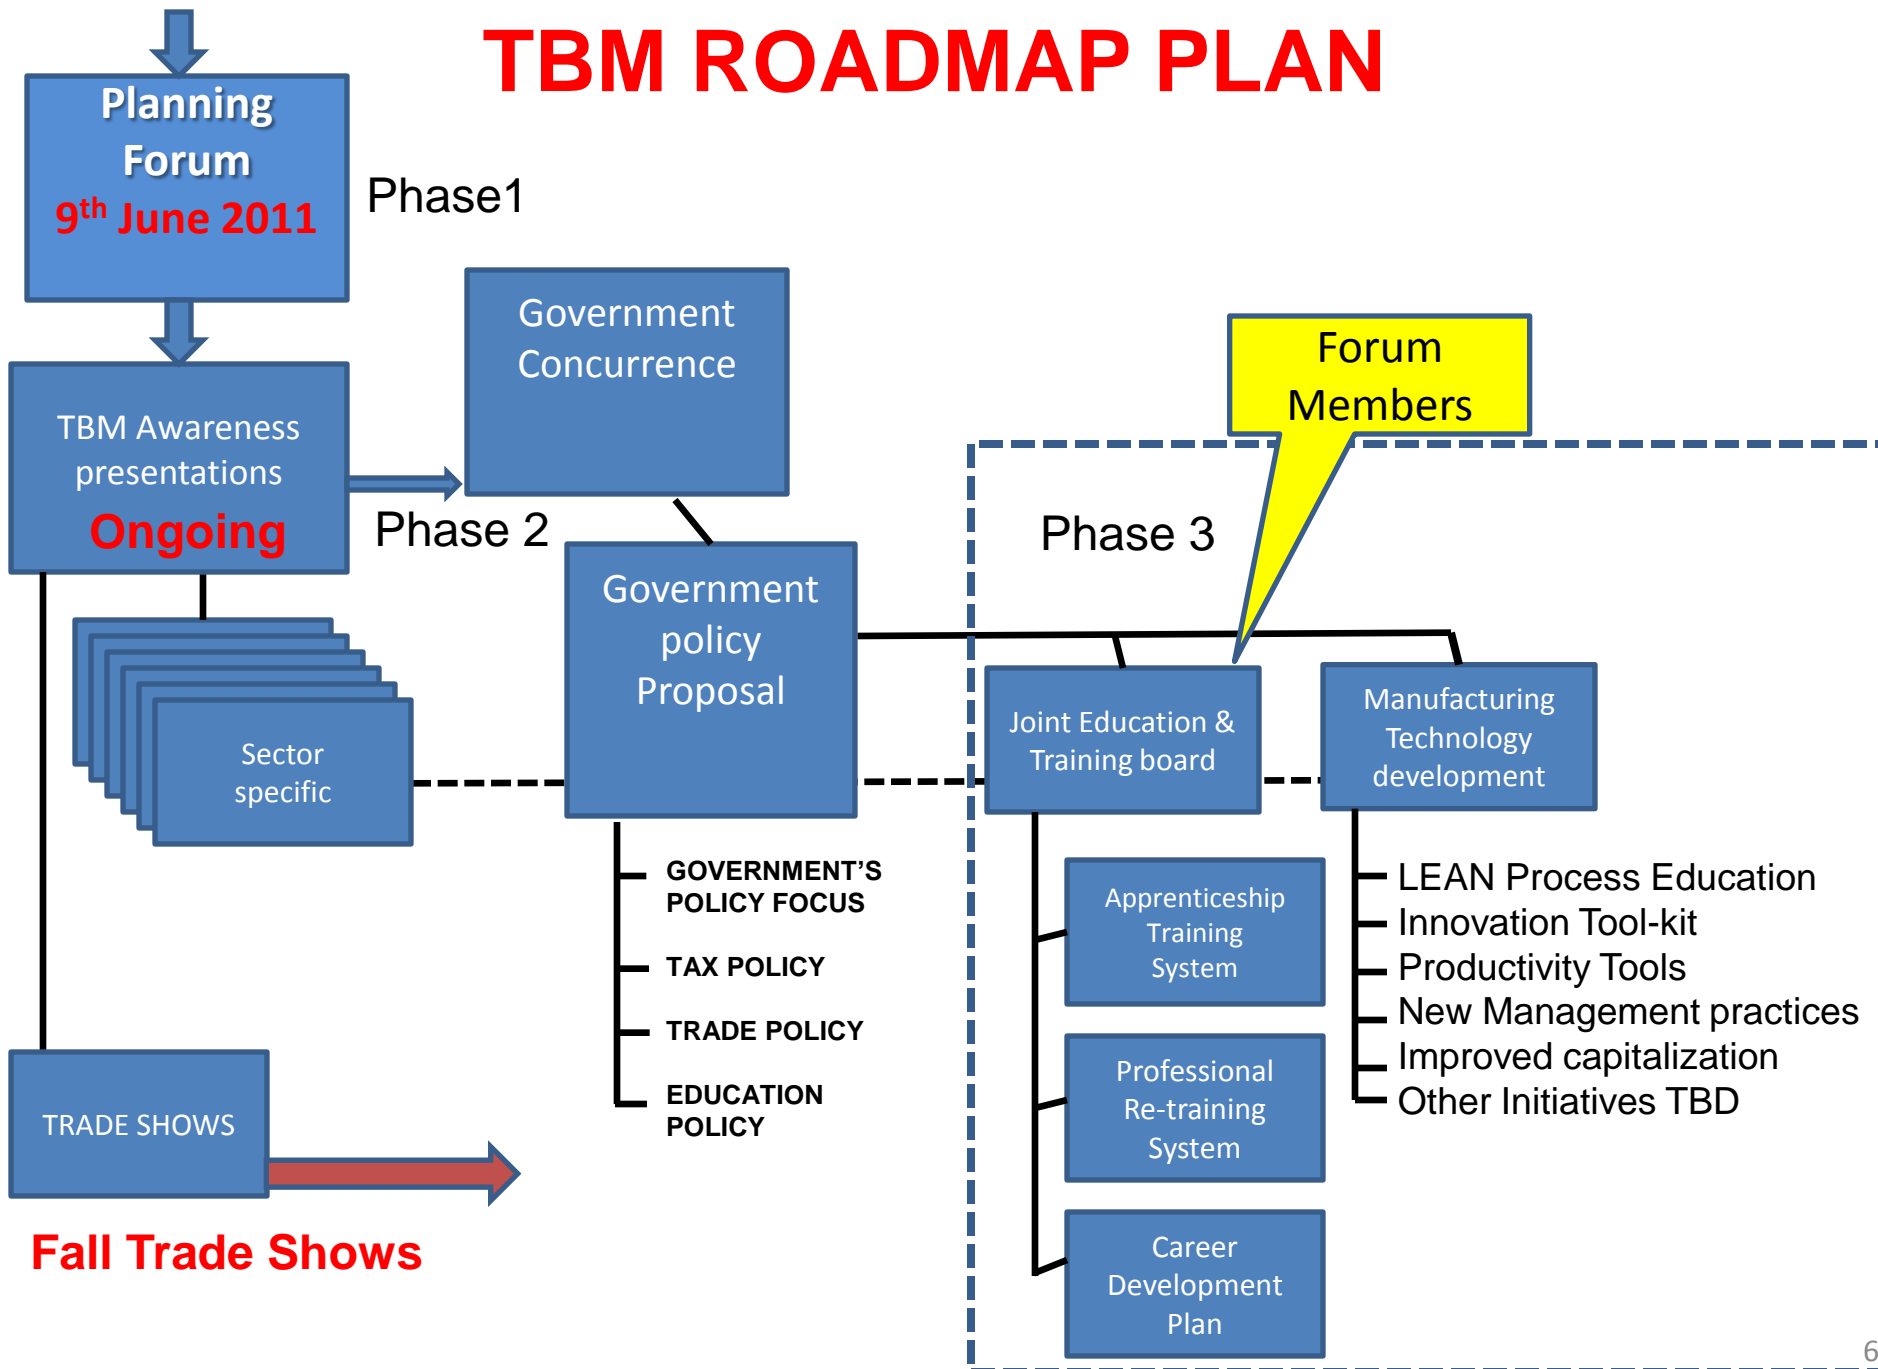 TBM ROADMAP PLAN
Planning
Forum
9th June 2011
Phase1
Government
Concurrence
Forum
Members
TBM Awareness
presentations
Ongoing
Phase 2
Phase 3
Government
policy
Proposal
Sector
specific
Joint Education &
Training board
Manufacturing
Technology
development
GOVERNMENT'S
POLICY FOCUS
TAX POLICY
TRADE POLICY
EDUCATION
POLICY
Apprenticeship
Training
System
Professional
Re-training
System
Career
Development
Plan
LEAN Process Education
Innovation Tool-kit
Productivity Tools
New Management practices
Improved capitalization
Other Initiatives TBD
TRADE SHOWS
Fall Trade Shows
6